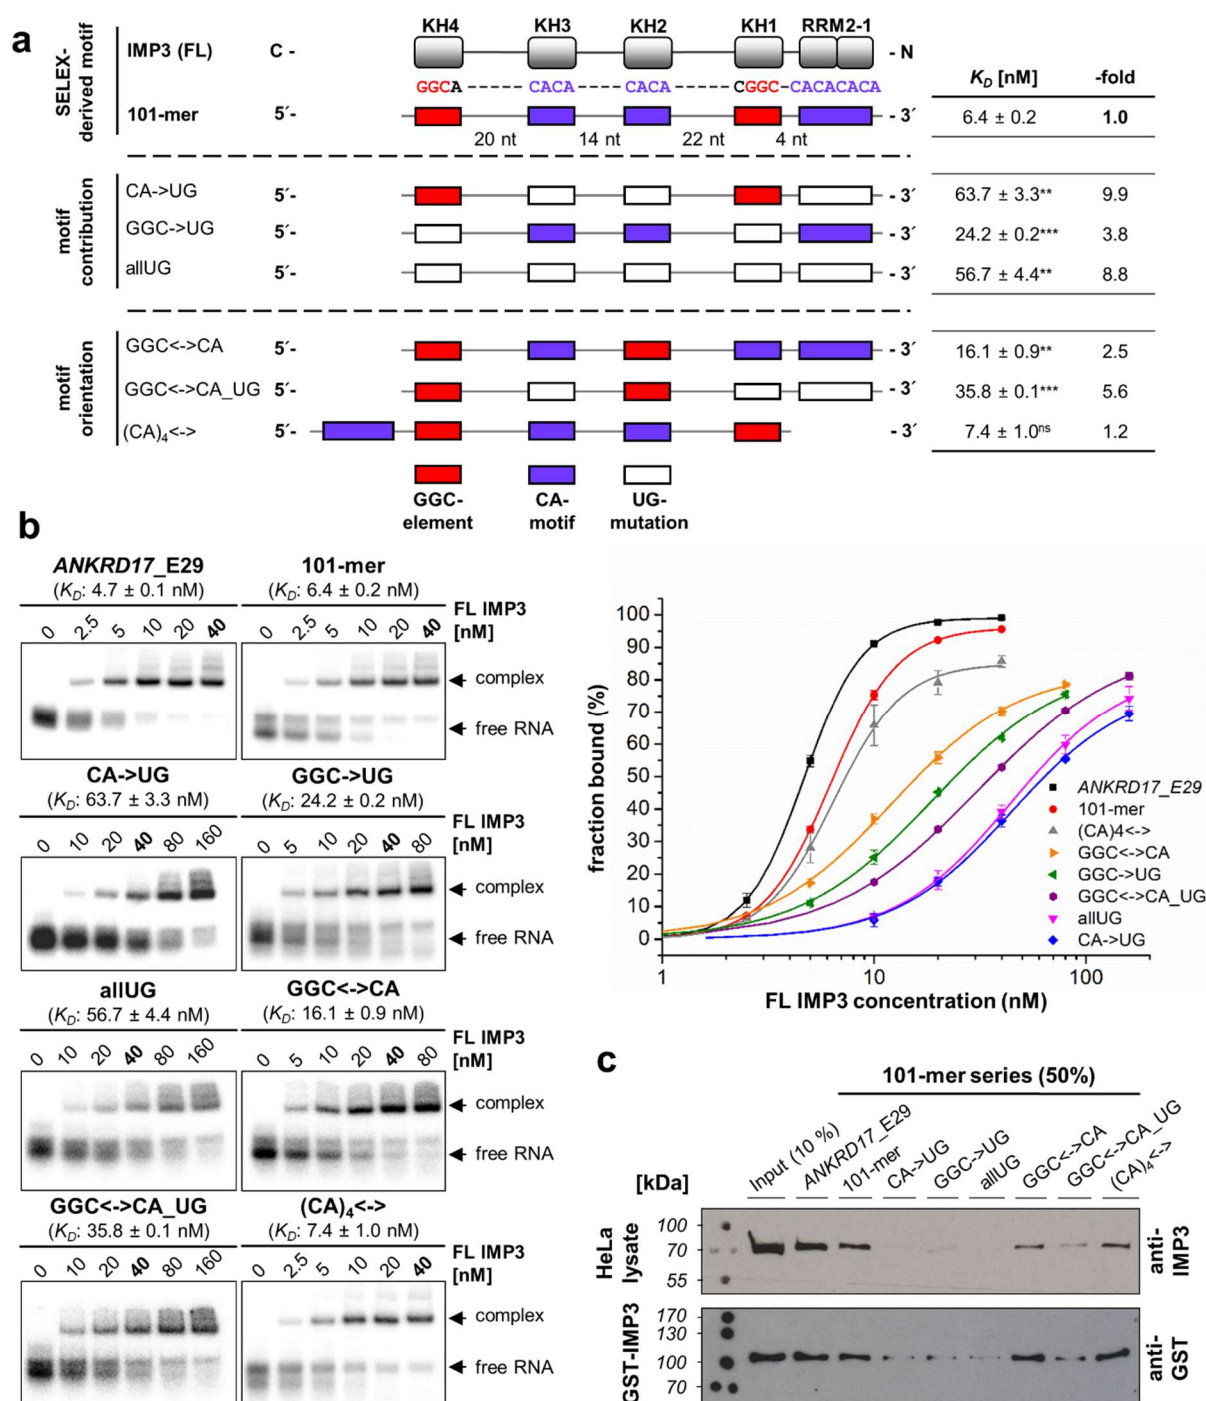 a
SELEX-
derived motif
KH4 KH3 KH2 KH1 RRM2-1
IMP3 (FL) C - - N
GGCA CACA CACA CGGC CACACACA
101-mer 5´- - 3´
20 nt 14 nt 22 nt 4 nt
K_D [nM] -fold
6.4 ± 0.2 1.0
motif
contribution
CA->UG 5´- - 3´ 63.7 ± 3.3** 9.9
GGC->UG 5´- - 3´ 24.2 ± 0.2*** 3.8
allUG 5´- - 3´ 56.7 ± 4.4** 8.8
motif
orientation
GGC<->CA 5´- - 3´ 16.1 ± 0.9** 2.5
GGC<->CA_UG 5´- - 3´ 35.8 ± 0.1*** 5.6
(CA)4<-> 5´- - 3´ 7.4 ± 1.0ns 1.2
GGC- CA- UG-
element motif mutation
b
ANKRD17_E29 101-mer
(K_D: 4.7 ± 0.1 nM) (K_D: 6.4 ± 0.2 nM)
FL IMP3
[nM]
0 2.5 5 10 20 40 0 2.5 5 10 20 40
complex
free RNA
CA->UG GGC->UG
(K_D: 63.7 ± 3.3 nM) (K_D: 24.2 ± 0.2 nM)
FL IMP3
[nM]
0 10 20 40 80 160 0 5 10 20 40 80
complex
free RNA
allUG GGC<->CA
(K_D: 56.7 ± 4.4 nM) (K_D: 16.1 ± 0.9 nM)
FL IMP3
[nM]
0 10 20 40 80 160 0 5 10 20 40 80
complex
free RNA
GGC<->CA_UG (CA)4<->
(K_D: 35.8 ± 0.1 nM) (K_D: 7.4 ± 1.0 nM)
FL IMP3
[nM]
0 10 20 40 80 160 0 2.5 5 10 20 40
complex
free RNA
fraction bound (%)
100
90
80
70
60
50
40
30
20
10
0
1 10 100
FL IMP3 concentration (nM)
ANKRD17_E29
101-mer
(CA)4<->
GGC<->CA
GGC->UG
GGC<->CA_UG
allUG
CA->UG
c
101-mer series (50%)
[kDa]
Input (10 %)
ANKRD17_E29
101-mer
CA->UG
GGC->UG
allUG
GGC<->CA
GGC<->CA_UG
(CA)4<->
HeLa
lysate
100
70
55
anti-
IMP3
GST-IMP3
170
130
100
70
anti-
GST